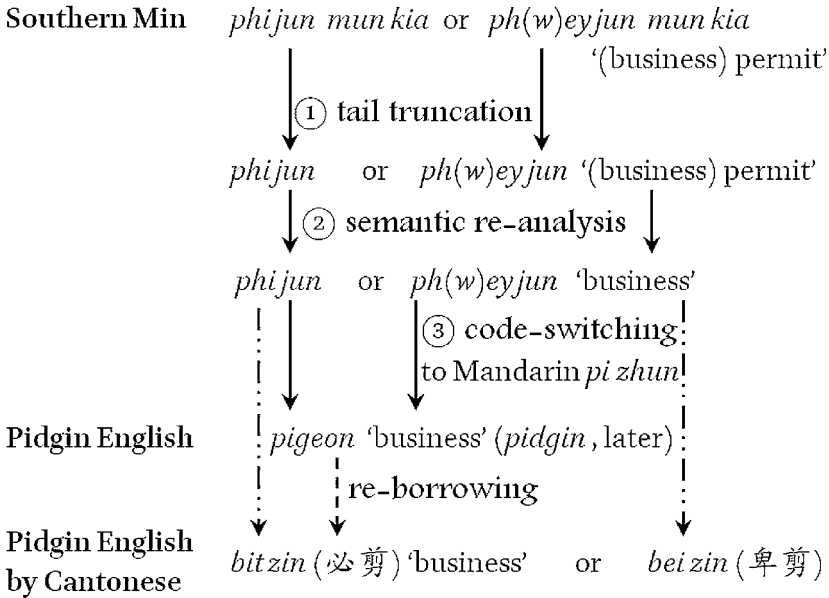 Southern Min phijun mun kia or ph(w)eyjun mun kia
‘(business) permit’
① tail truncation
phijun or ph(w)eyjun ‘(business) permit’
② semantic re-analysis
phijun or ph(w)eyjun ‘business’
③ code-switching
to Mandarin pi zhun
Pidgin English pigeon ‘business’ (pidgin, later)
re-borrowing
Pidgin English
by Cantonese bitzin (必剪) ‘business’ or beizin (卑剪)